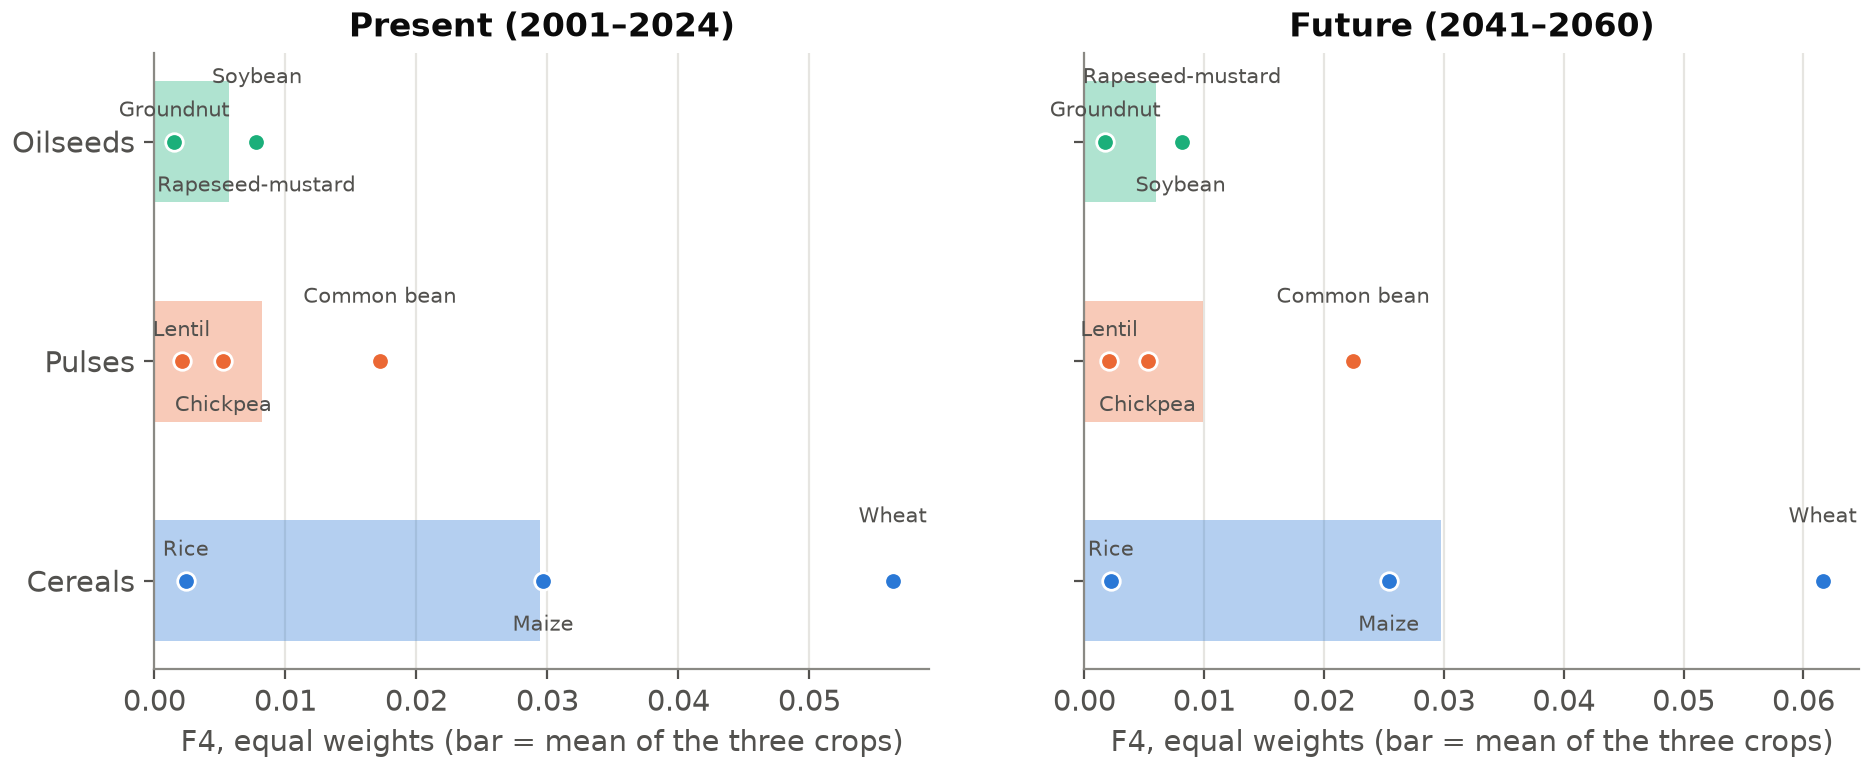 Present (2001–2024)
Soybean
Groundnut
Oilseeds
Rapeseed-mustard
Common bean
Lentil
Pulses
Chickpea
Wheat
Rice
Cereals
Maize
0.00 0.01 0.02 0.03 0.04 0.05
F4, equal weights (bar = mean of the three crops)
Future (2041–2060)
Rapeseed-mustard
Groundnut
Soybean
Common bean
Lentil
Chickpea
Wheat
Rice
Maize
0.00 0.01 0.02 0.03 0.04 0.05 0.06
F4, equal weights (bar = mean of the three crops)